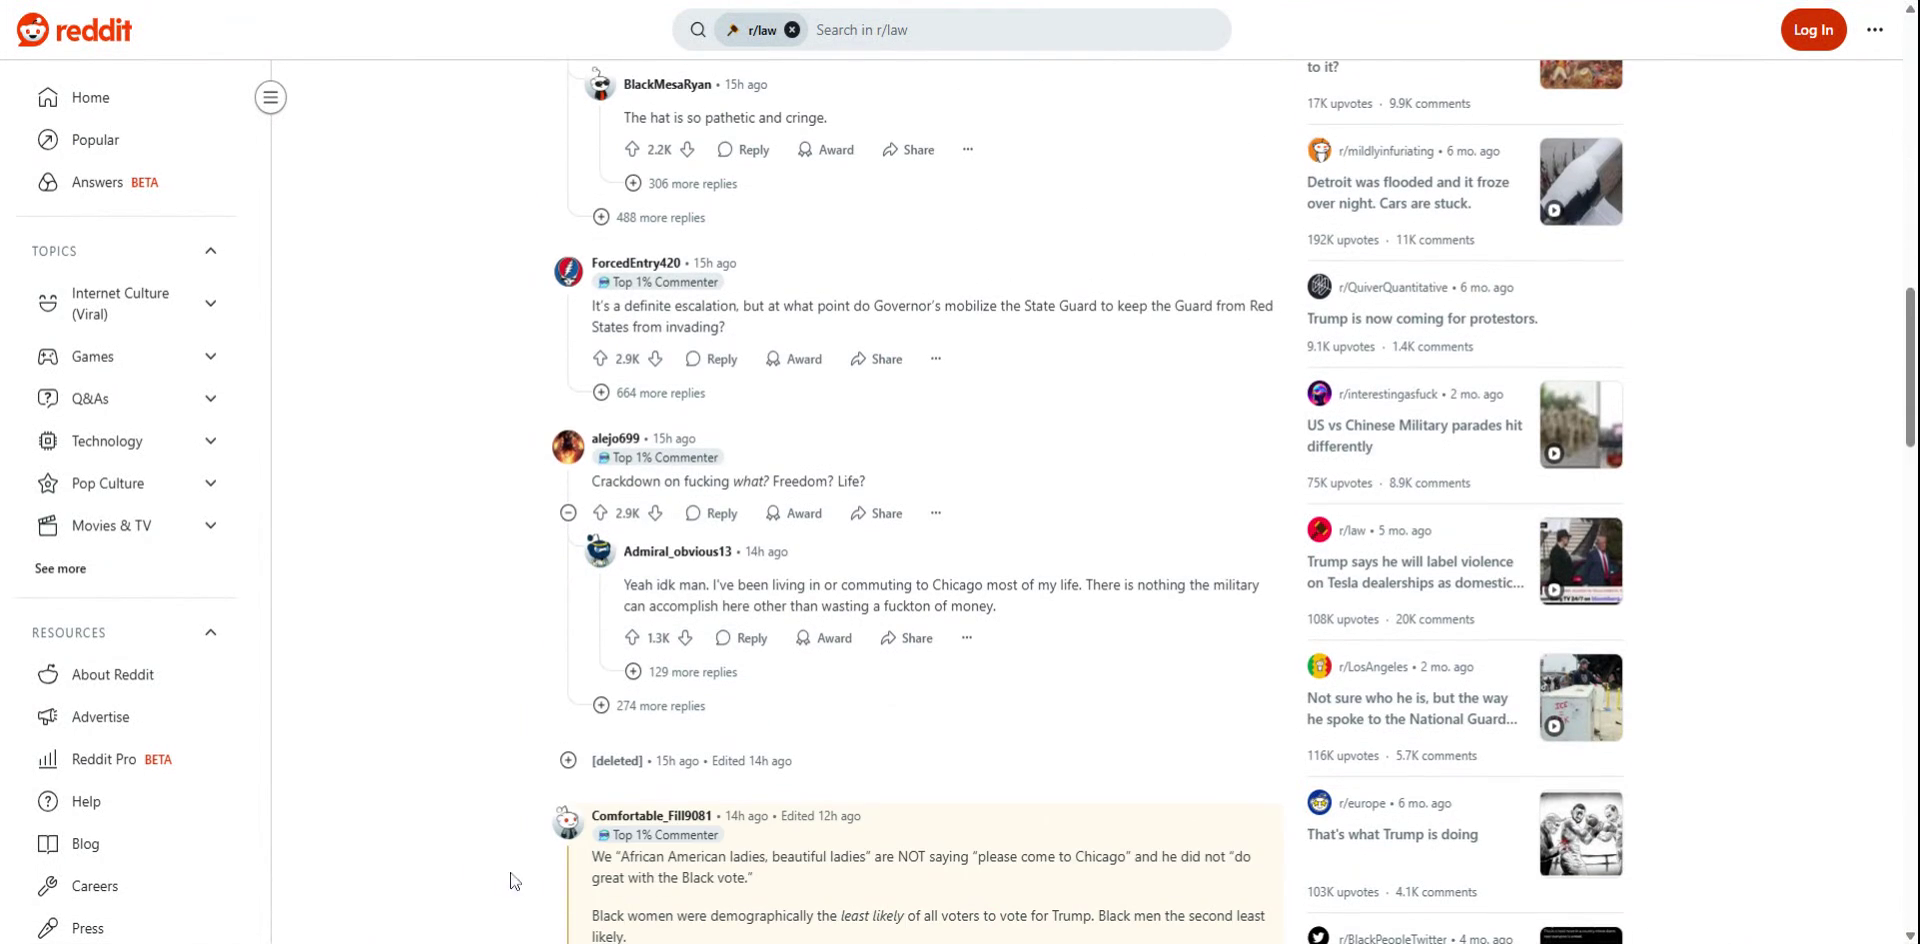 reddit
r/law
Search in r/law
Log In
Home
Popular
Answers BETA
TOPICS
Internet Culture
(Viral)
Games
Q&As
Technology
Pop Culture
Movies & TV
See more
RESOURCES
About Reddit
Advertise
Reddit Pro BETA
Help
Blog
Careers
Press
BlackMesaRyan • 15h ago
The hat is so pathetic and cringe.
2.2K Reply Award Share
306 more replies
488 more replies
ForcedEntry420 • 15h ago
Top 1% Commenter
It's a definite escalation, but at what point do Governor's mobilize the State Guard to keep the Guard from Red
States from invading?
2.9K Reply Award Share
664 more replies
alejo699 • 15h ago
Top 1% Commenter
Crackdown on fucking what? Freedom? Life?
2.9K Reply Award Share
Admiral_obvious13 • 14h ago
Yeah idk man. I've been living in or commuting to Chicago most of my life. There is nothing the military
can accomplish here other than wasting a fuckton of money.
1.3K Reply Award Share
129 more replies
274 more replies
[deleted] • 15h ago • Edited 14h ago
Comfortable_Fill9081 • 14h ago • Edited 12h ago
Top 1% Commenter
We “African American ladies, beautiful ladies” are NOT saying “please come to Chicago” and he did not “do
great with the Black vote.”
Black women were demographically the least likely of all voters to vote for Trump. Black men the second least
likely.
to it?
17K upvotes · 9.9K comments
r/mildlyinfuriating • 6 mo. ago
Detroit was flooded and it froze
over night. Cars are stuck.
192K upvotes · 11K comments
r/QuiverQuantitative • 6 mo. ago
Trump is now coming for protestors.
9.1K upvotes · 1.4K comments
r/interestingasfuck • 2 mo. ago
US vs Chinese Military parades hit
differently
75K upvotes · 8.9K comments
r/law • 5 mo. ago
Trump says he will label violence
on Tesla dealerships as domestic...
108K upvotes · 20K comments
r/LosAngeles • 2 mo. ago
Not sure who he is, but the way
he spoke to the National Guard...
116K upvotes · 5.7K comments
r/europe • 6 mo. ago
That's what Trump is doing
103K upvotes · 4.1K comments
r/BlackPeopleTwitter • 4 mo. ago